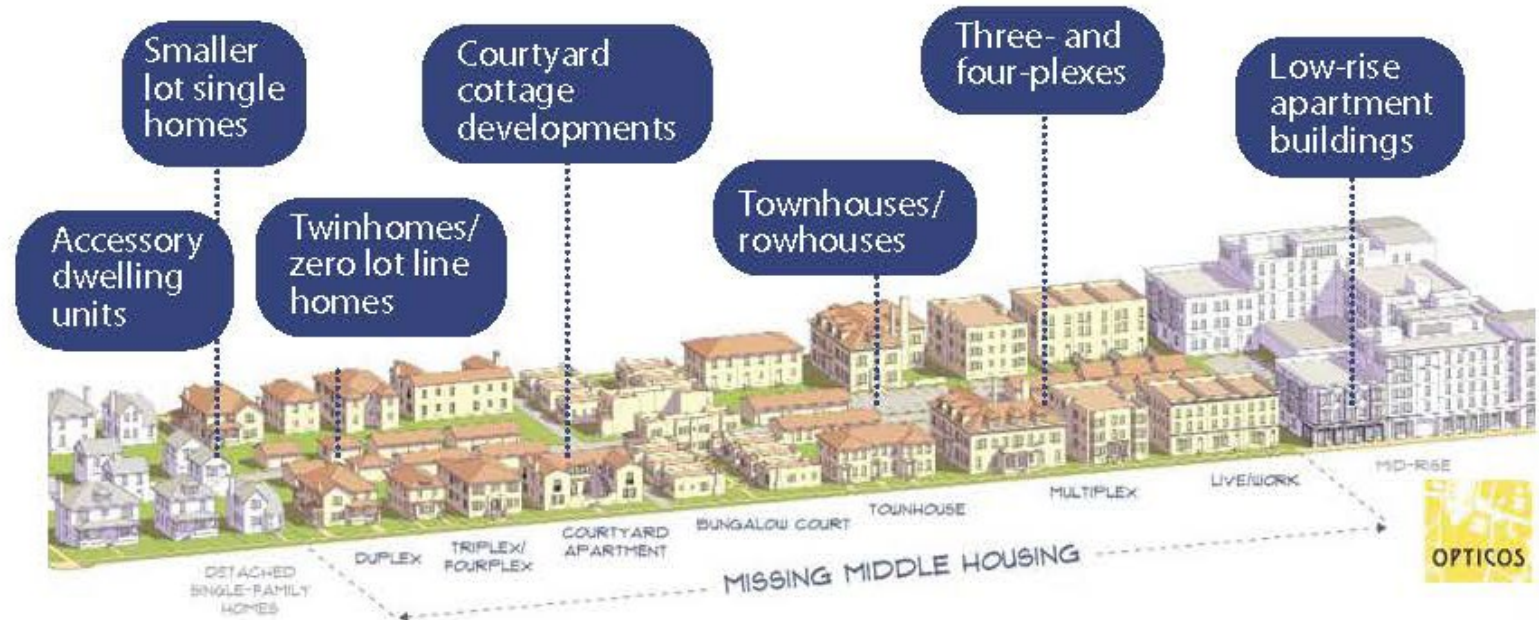 Smaller
lot single
homes
Courtyard
cottage
developments
Three- and
four-plexes
Low-rise
apartment
buildings
Accessory
dwelling
units
Twinhomes/
zero lot line
homes
Townhouses/
rowhouses
DETACHED
SINGLE-FAMILY
HOMES
DUPLEX
TRIPLEX/
FOURPLEX
COURTYARD
APARTMENT
BUNGALOW COURT
TOWNHOUSE
MULTIPLEX
LIVE/WORK
MID-RISE
MISSING MIDDLE HOUSING
OPTICOS